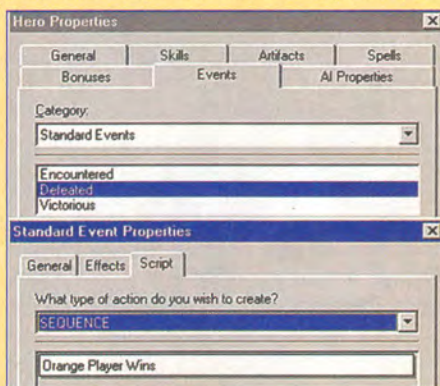 Hero Properties
General Skills Artifacts Spells
Bonuses Events AI Properties
Category:
Standard Events
Encountered
Defeated
Victorious
Standard Event Properties
General Effects Script
What type of action do you wish to create?
SEQUENCE
Orange Player Wins